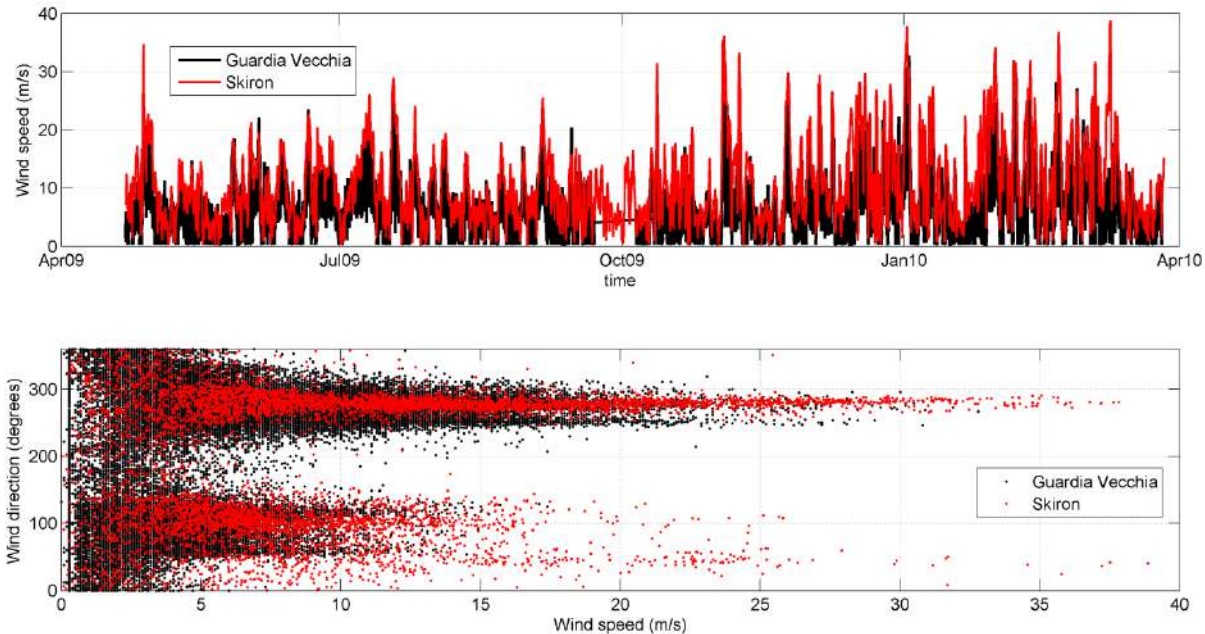 40
30
20
10
0
Wind speed (m/s)
Guardia Vecchia
Skiron
Apr09 Jul09 Oct09 Jan10 Apr10
time
300
200
100
0
Wind direction (degrees)
Guardia Vecchia
Skiron
0 5 10 15 20 25 30 35 40
Wind speed (m/s)